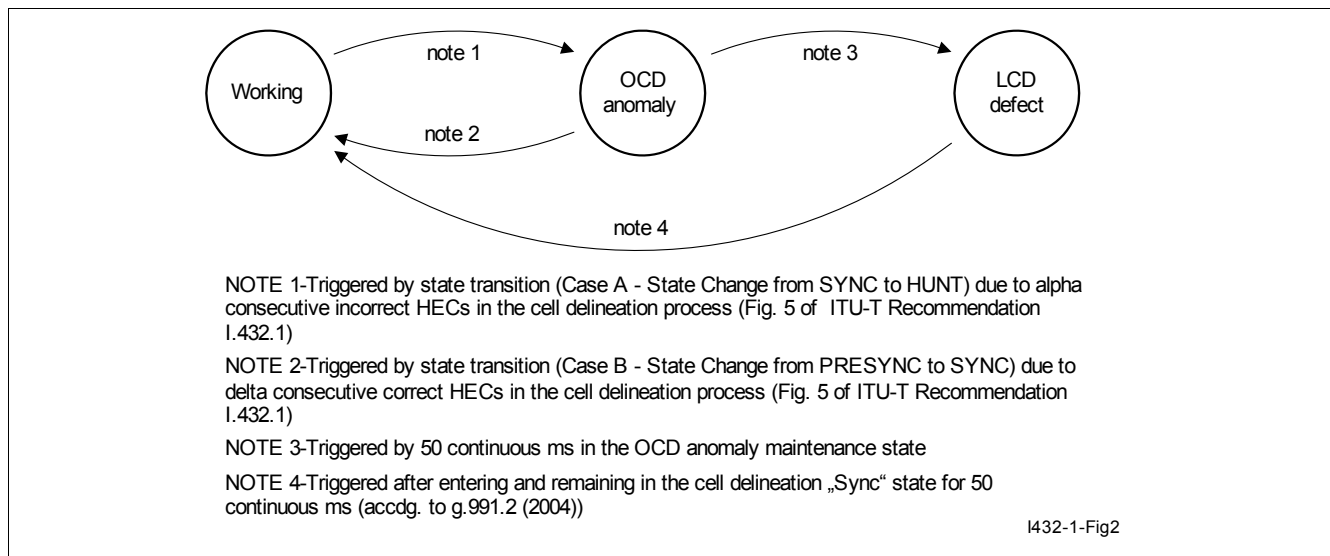 note 1
note 3
Working
OCD
anomaly
LCD
defect
note 2
note 4
NOTE 1-Triggered by state transition (Case A - State Change from SYNC to HUNT) due to alpha
consecutive incorrect HECs in the cell delineation process (Fig. 5 of ITU-T Recommendation
I.432.1)
NOTE 2-Triggered by state transition (Case B - State Change from PRESYNC to SYNC) due to
delta consecutive correct HECs in the cell delineation process (Fig. 5 of ITU-T Recommendation
I.432.1)
NOTE 3-Triggered by 50 continuous ms in the OCD anomaly maintenance state
NOTE 4-Triggered after entering and remaining in the cell delineation „Sync“ state for 50
continuous ms (accdg. to g.991.2 (2004))
I432-1-Fig2